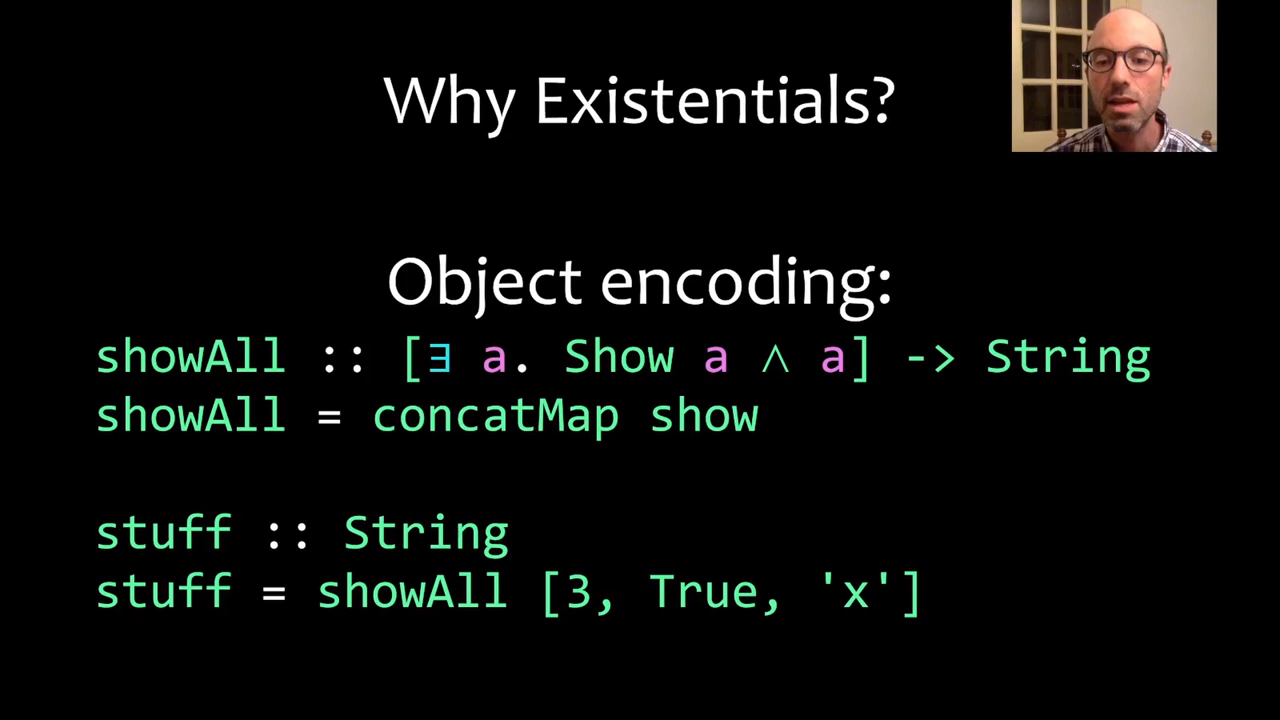 Why Existentials?
Object encoding:
showAll :: [∃ a. Show a ∧ a] -> String
showAll = concatMap show
stuff :: String
stuff = showAll [3, True, 'x']